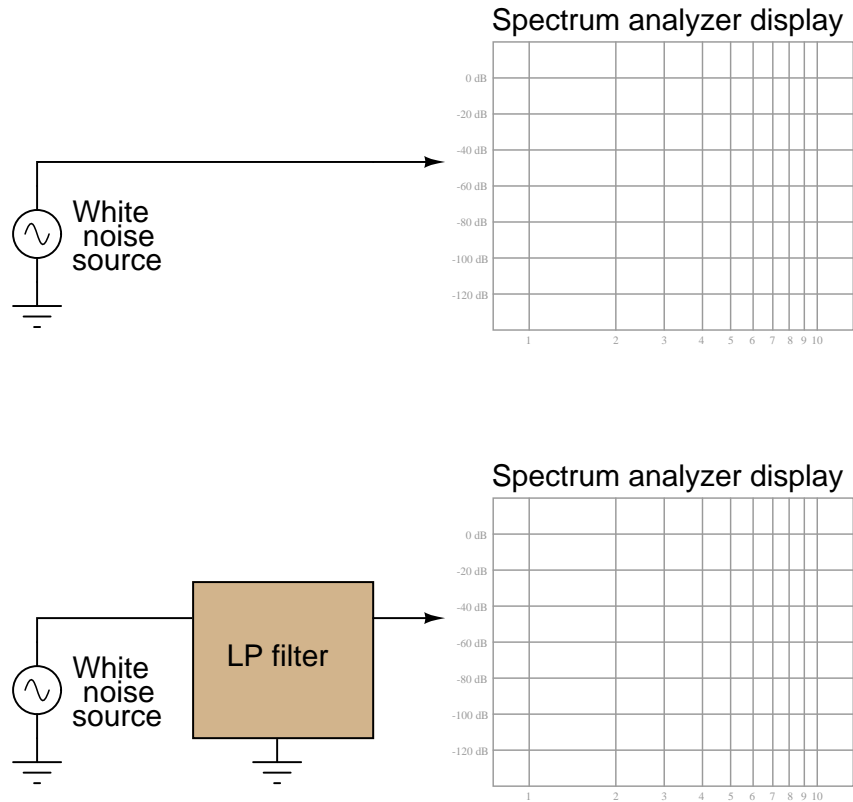 Spectrum analyzer display
0 dB
-20 dB
-40 dB
-60 dB
-80 dB
-100 dB
-120 dB
1 2 3 4 5 6 7 8 9 10
White
noise
source
Spectrum analyzer display
0 dB
-20 dB
-40 dB
-60 dB
-80 dB
-100 dB
-120 dB
1 2 3 4 5 6 7 8 9 10
LP filter
White
noise
source